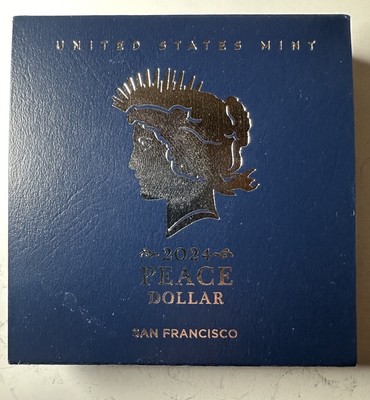 UNITED STATES MINT
2024
PEACE
DOLLAR
SAN FRANCISCO